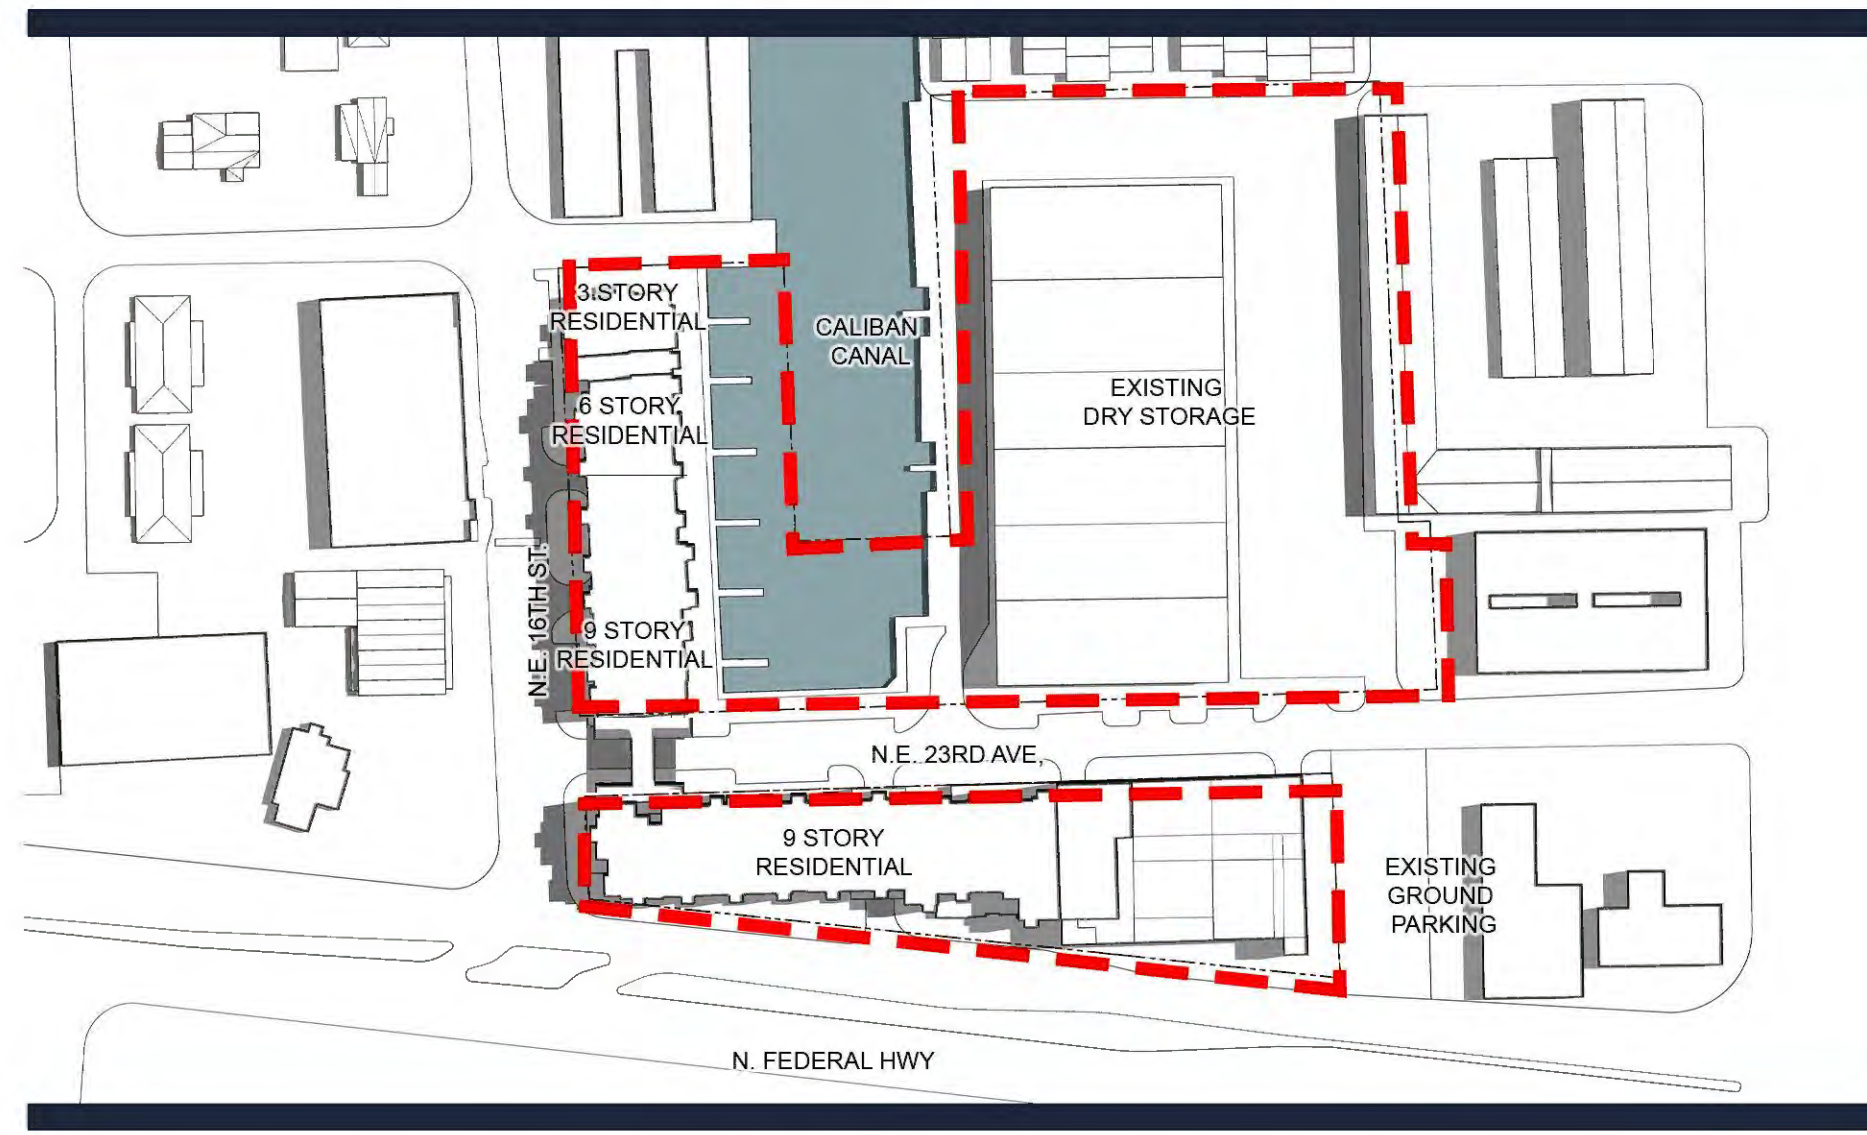 3 STORY
RESIDENTIAL
CALIBAN
CANAL
6 STORY
RESIDENTIAL
EXISTING
DRY STORAGE
N.E. 16TH ST.
9 STORY
RESIDENTIAL
N.E. 23RD AVE,
9 STORY
RESIDENTIAL
EXISTING
GROUND
PARKING
N. FEDERAL HWY